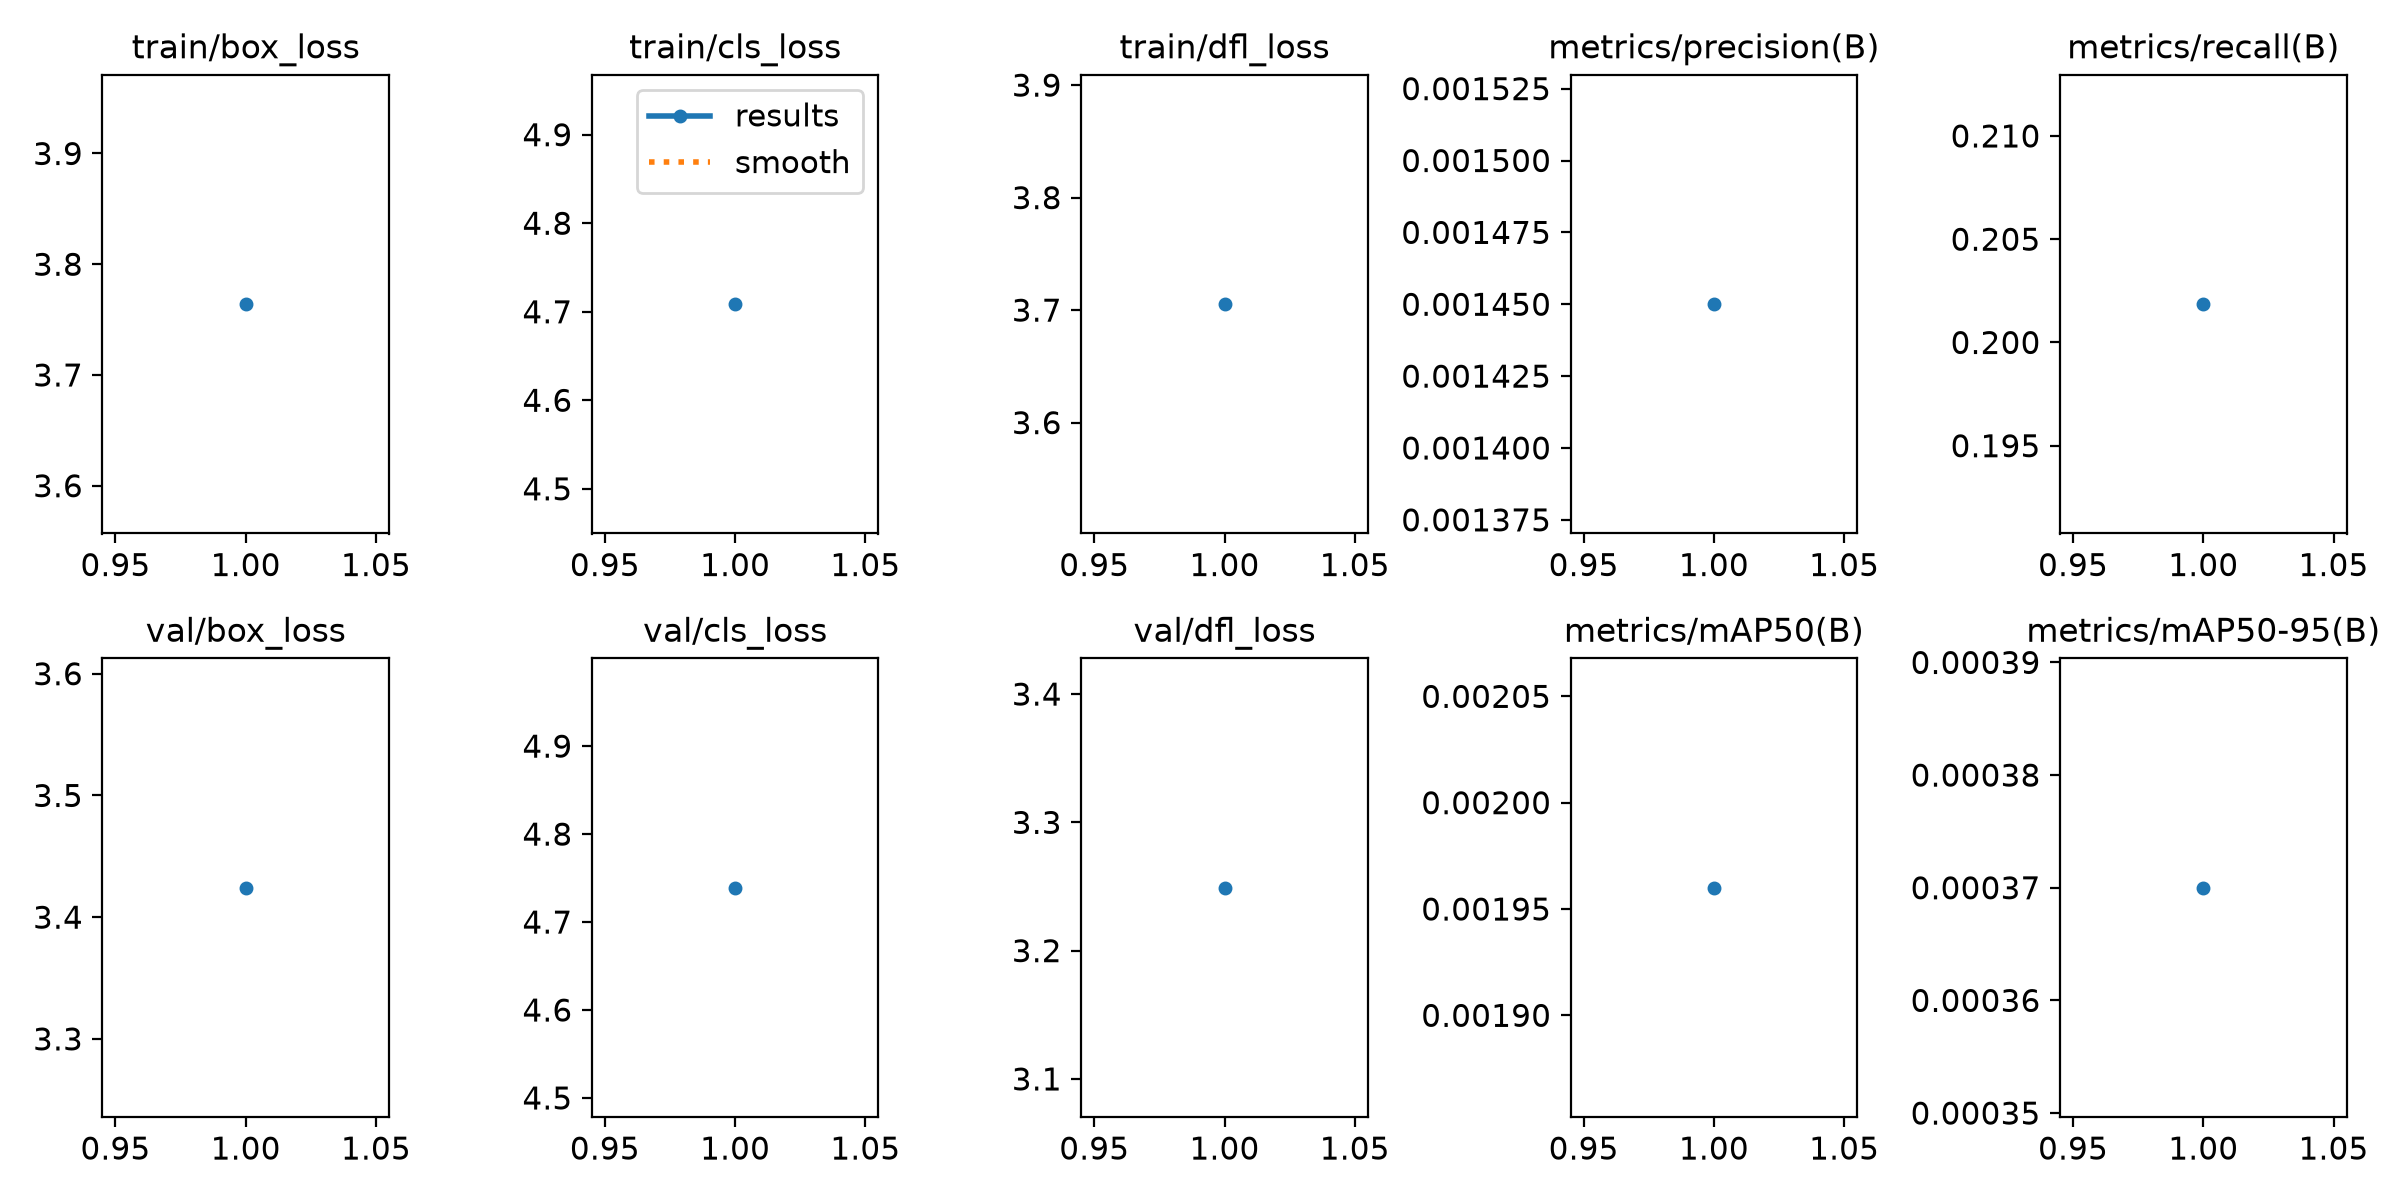 train/box_loss
3.9
3.8
3.7
3.6
0.95 1.00 1.05
train/cls_loss
results
smooth
4.9
4.8
4.7
4.6
4.5
0.95 1.00 1.05
train/dfl_loss
3.9
3.8
3.7
3.6
0.95 1.00 1.05
metrics/precision(B)
0.001525
0.001500
0.001475
0.001450
0.001425
0.001400
0.001375
0.95 1.00 1.05
metrics/recall(B)
0.210
0.205
0.200
0.195
0.95 1.00 1.05
val/box_loss
3.6
3.5
3.4
3.3
0.95 1.00 1.05
val/cls_loss
4.9
4.8
4.7
4.6
4.5
0.95 1.00 1.05
val/dfl_loss
3.4
3.3
3.2
3.1
0.95 1.00 1.05
metrics/mAP50(B)
0.00205
0.00200
0.00195
0.00190
0.95 1.00 1.05
metrics/mAP50-95(B)
0.00039
0.00038
0.00037
0.00036
0.00035
0.95 1.00 1.05